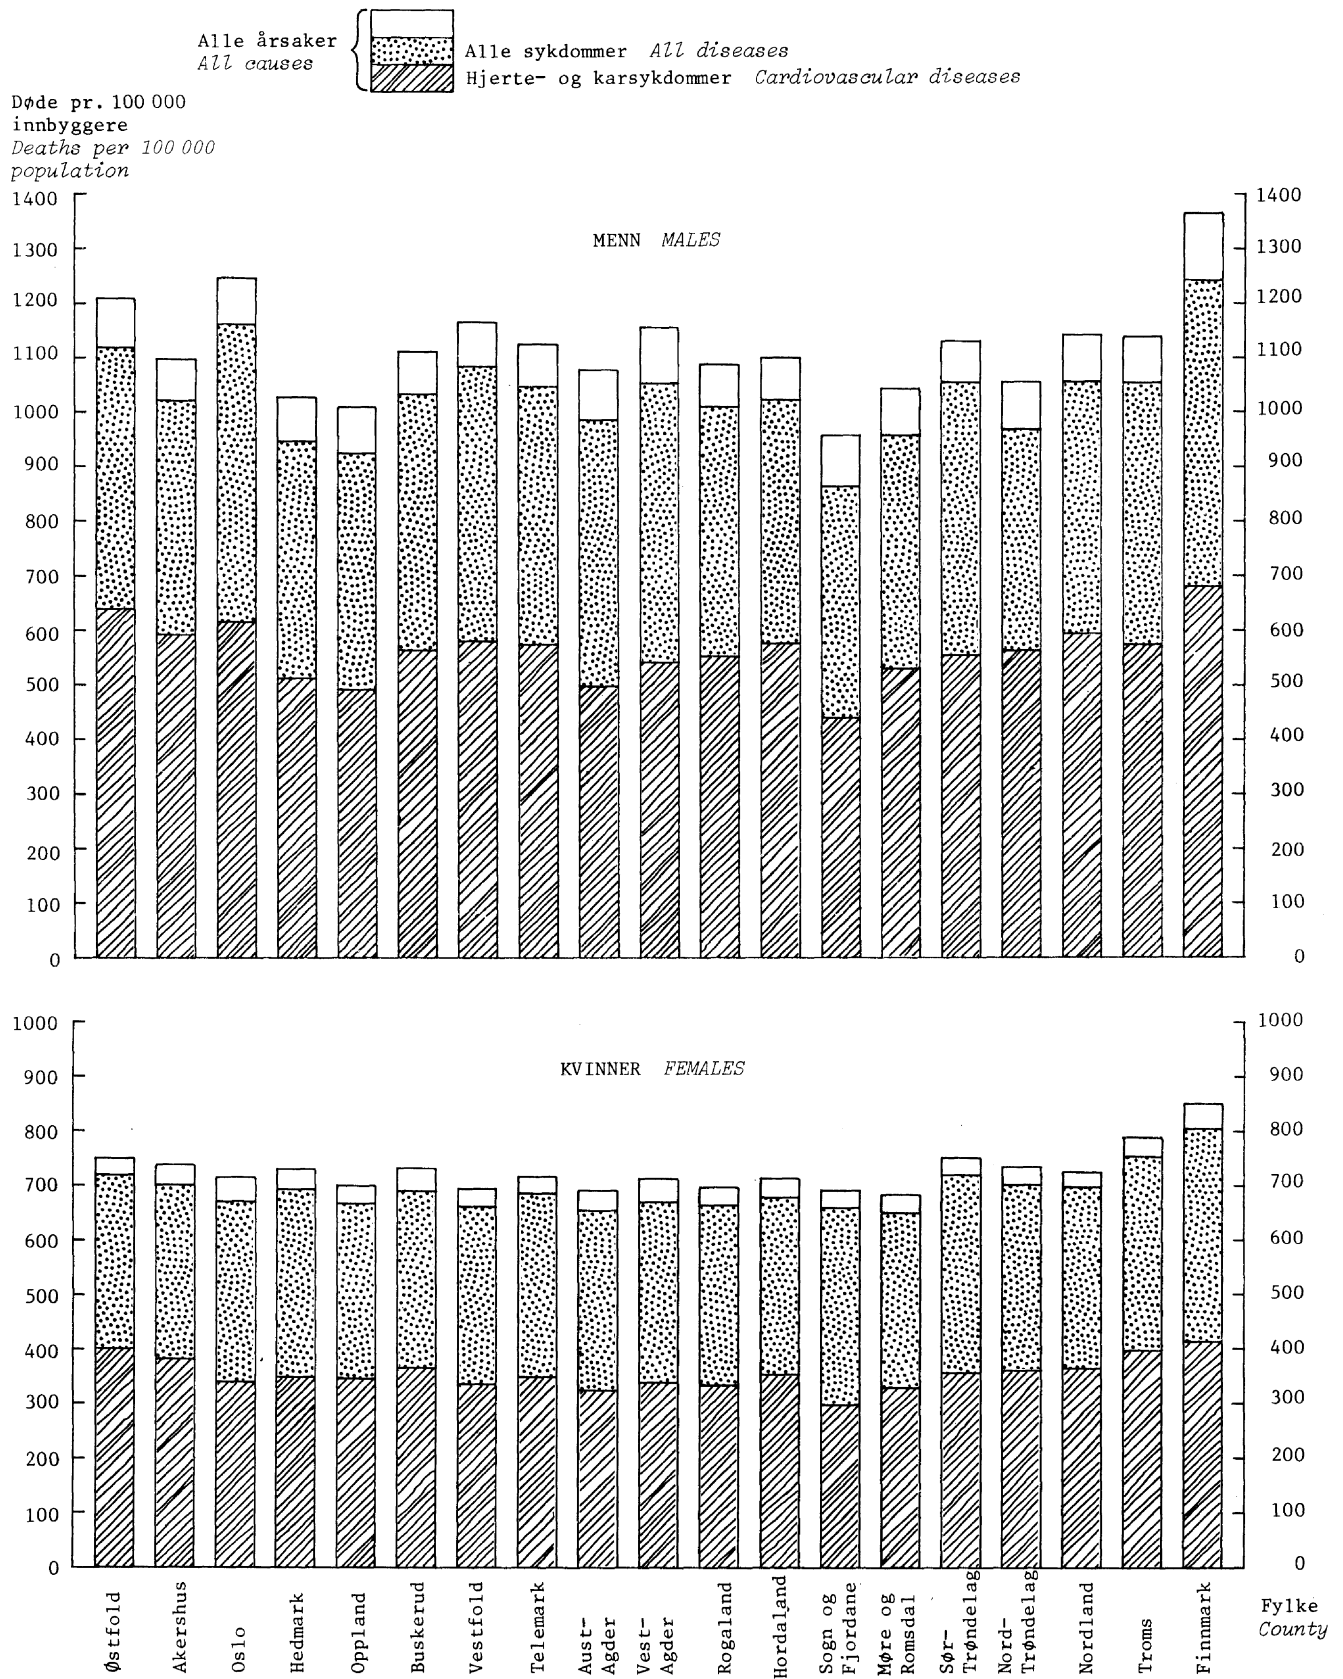 Alle årsaker
All causes
Alle sykdommer All diseases
Hjerte- og karsykdommer Cardiovascular diseases
Døde pr. 100 000
innbyggere
Deaths per 100 000
population
MENN MALES
1400
1300
1200
1100
1000
900
800
700
600
500
400
300
200
100
0
1400
1300
1200
1100
1000
900
800
700
600
500
400
300
200
100
0
KVINNER FEMALES
1000
900
800
700
600
500
400
300
200
100
0
1000
900
800
700
600
500
400
300
200
100
0
Østfold
Akershus
Oslo
Hedmark
Oppland
Buskerud
Vestfold
Telemark
Aust-
Agder
Vest-
Agder
Rogaland
Hordaland
Sogn og
Fjordane
Møre og
Romsdal
Sør-
Trøndelag
Nord-
Trøndelag
Nordland
Troms
Finnmark
Fylke
County